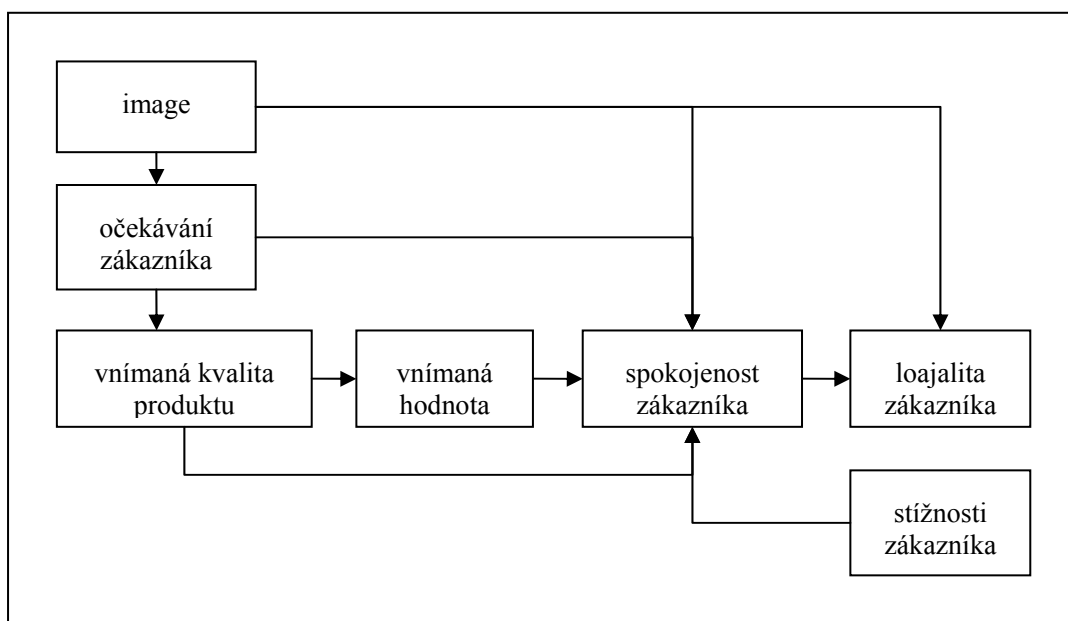 image
očekávání
zákazníka
vnímaná kvalita
produktu
vnímaná
hodnota
spokojenost
zákazníka
loajalita
zákazníka
stížnosti
zákazníka